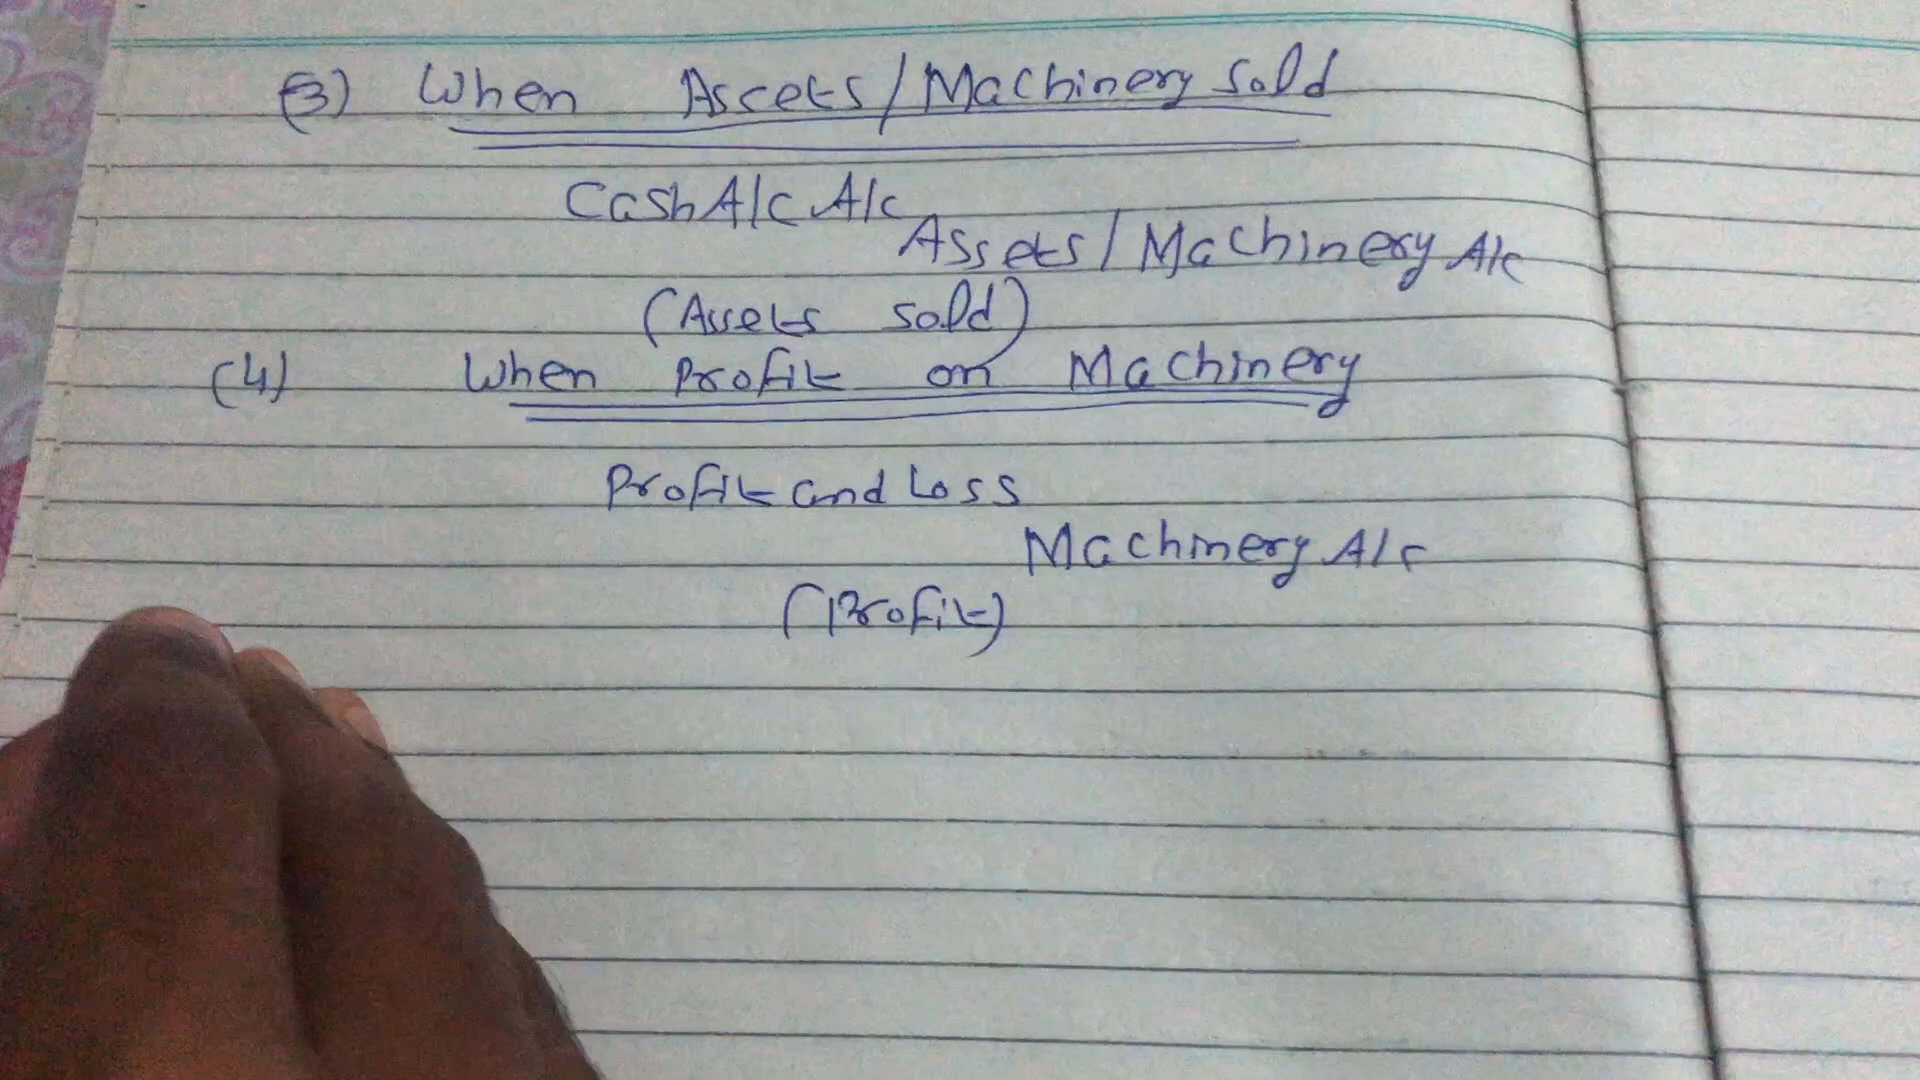 (3) When Ascets/Machinery Sold
Cash A/c A/c
Assets/Machinery A/c
(Assets sold)
(4) When Profit on Machinery
Profit and Loss
Machinery A/c
(Profit)